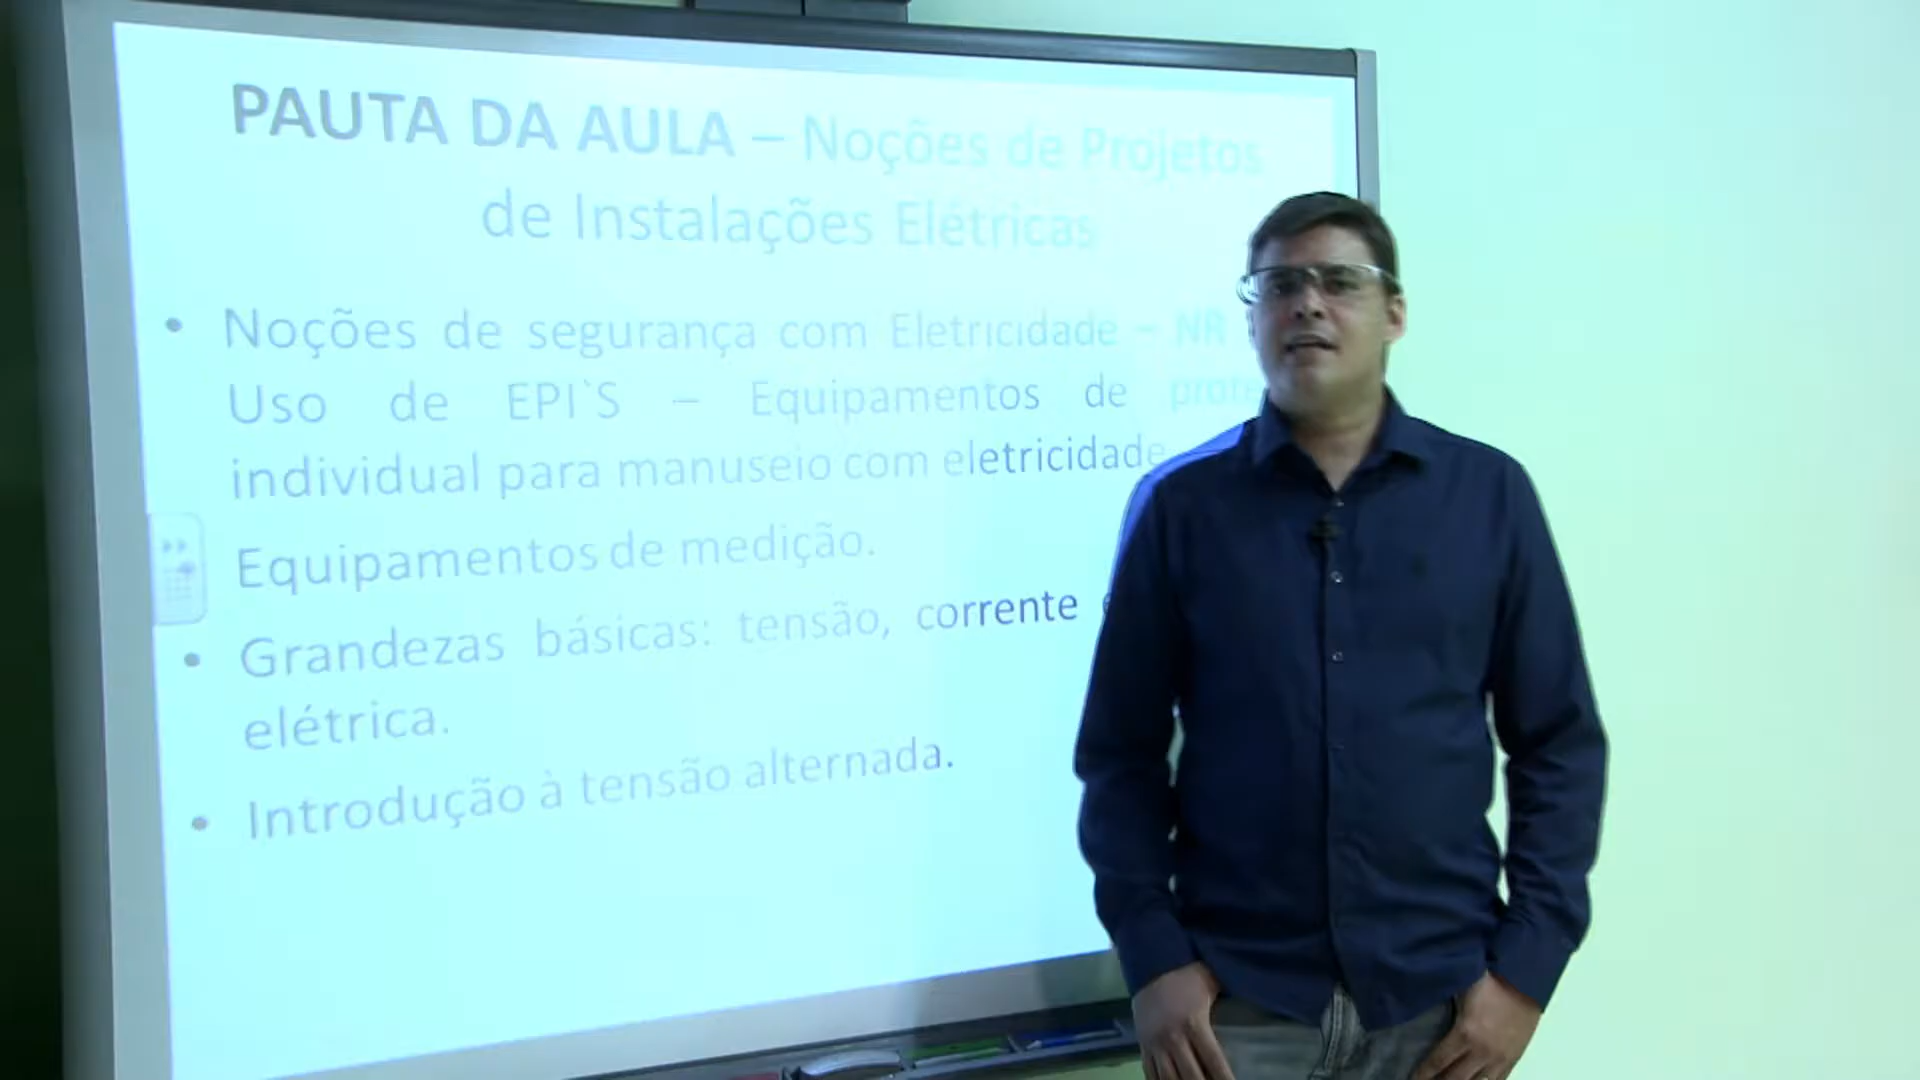 PAUTA DA AULA – Noções de Projetos
de Instalações Elétricas
• Noções de segurança com Eletricidade – NR
Uso de EPI`S – Equipamentos de
individual para manuseio com eletricidade
Equipamentos de medição.
• Grandezas básicas: tensão, corrente
elétrica.
• Introdução à tensão alternada.